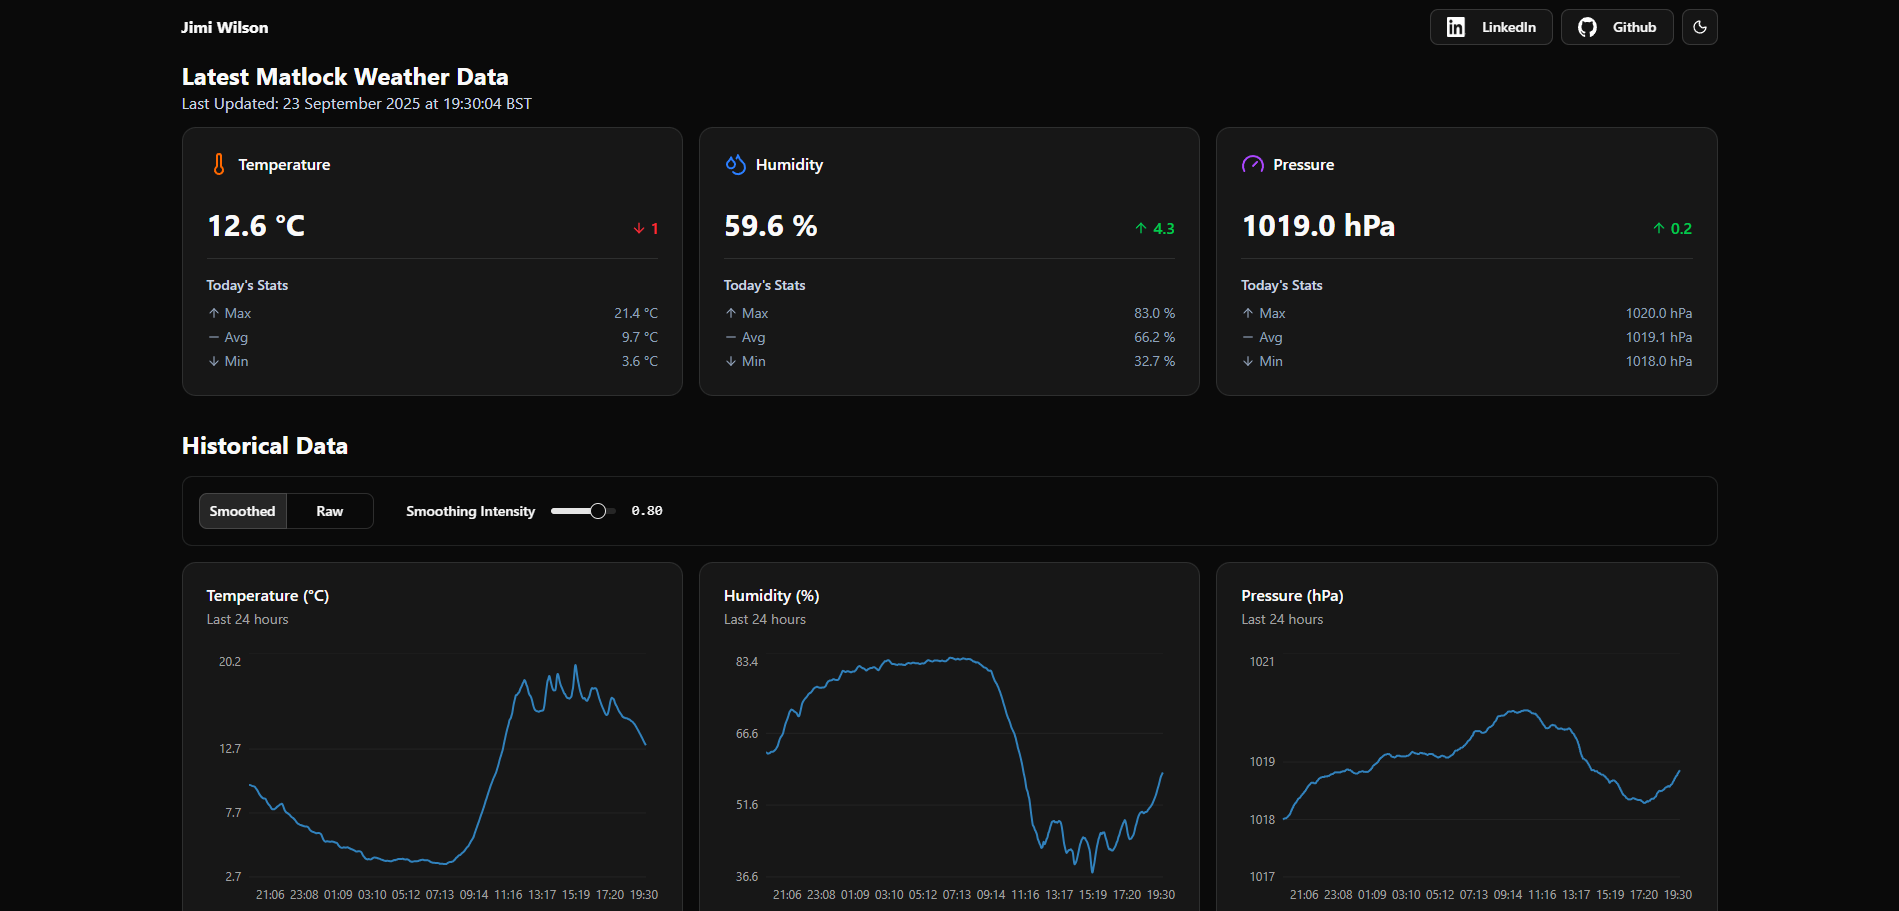 Jimi Wilson
LinkedIn
Github
Latest Matlock Weather Data
Last Updated: 23 September 2025 at 19:30:04 BST
Temperature
12.6 °C
↓ 1
Today's Stats
↑ Max 21.4 °C
– Avg 9.7 °C
↓ Min 3.6 °C
Humidity
59.6 %
↑ 4.3
Today's Stats
↑ Max 83.0 %
– Avg 66.2 %
↓ Min 32.7 %
Pressure
1019.0 hPa
↑ 0.2
Today's Stats
↑ Max 1020.0 hPa
– Avg 1019.1 hPa
↓ Min 1018.0 hPa
Historical Data
Smoothed Raw Smoothing Intensity 0.80
Temperature (°C)
Last 24 hours
20.2
12.7
7.7
2.7
21:06 23:08 01:09 03:10 05:12 07:13 09:14 11:16 13:17 15:19 17:20 19:30
Humidity (%)
Last 24 hours
83.4
66.6
51.6
36.6
21:06 23:08 01:09 03:10 05:12 07:13 09:14 11:16 13:17 15:19 17:20 19:30
Pressure (hPa)
Last 24 hours
1021
1019
1018
1017
21:06 23:08 01:09 03:10 05:12 07:13 09:14 11:16 13:17 15:19 17:20 19:30